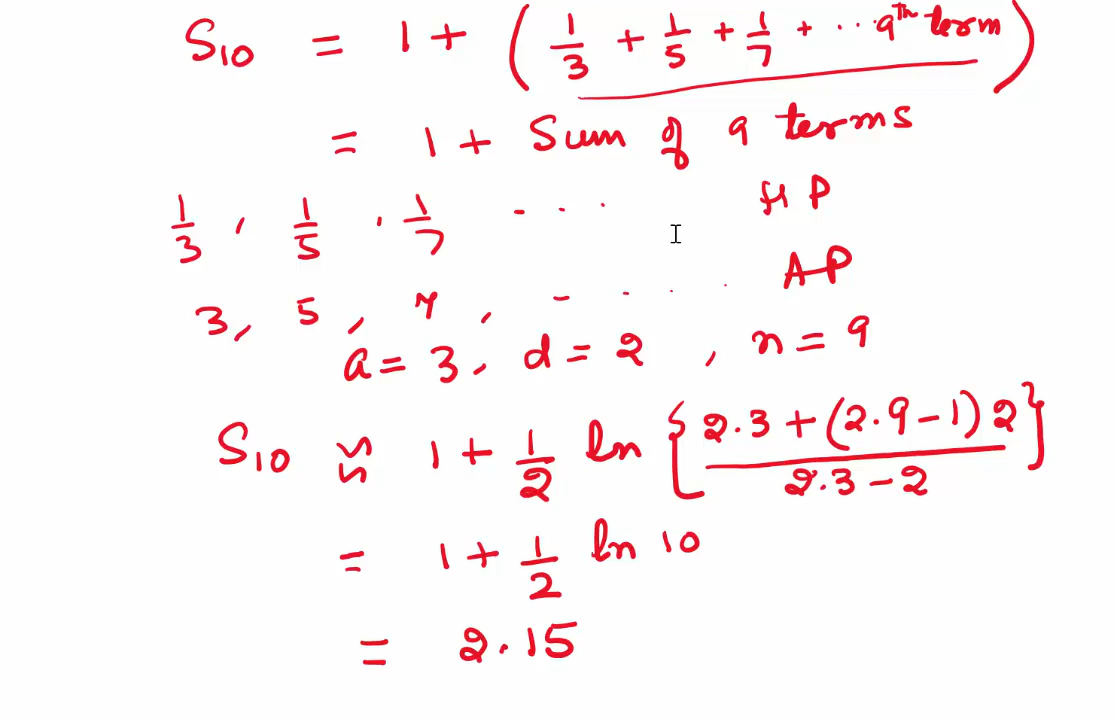 S₁₀ = 1 + ( 1/3 + 1/5 + 1/7 + ... 9ᵗʰ term )
= 1 + Sum of 9 terms
1/3 , 1/5 , 1/7 - . . . HP
3, 5, 7, - . . . AP
a = 3, d = 2 , n = 9
S₁₀ ≈ 1 + 1/2 ln { (2.3 + (2.9 - 1) 2) / (2.3 - 2) }
= 1 + 1/2 ln 10
= 2.15